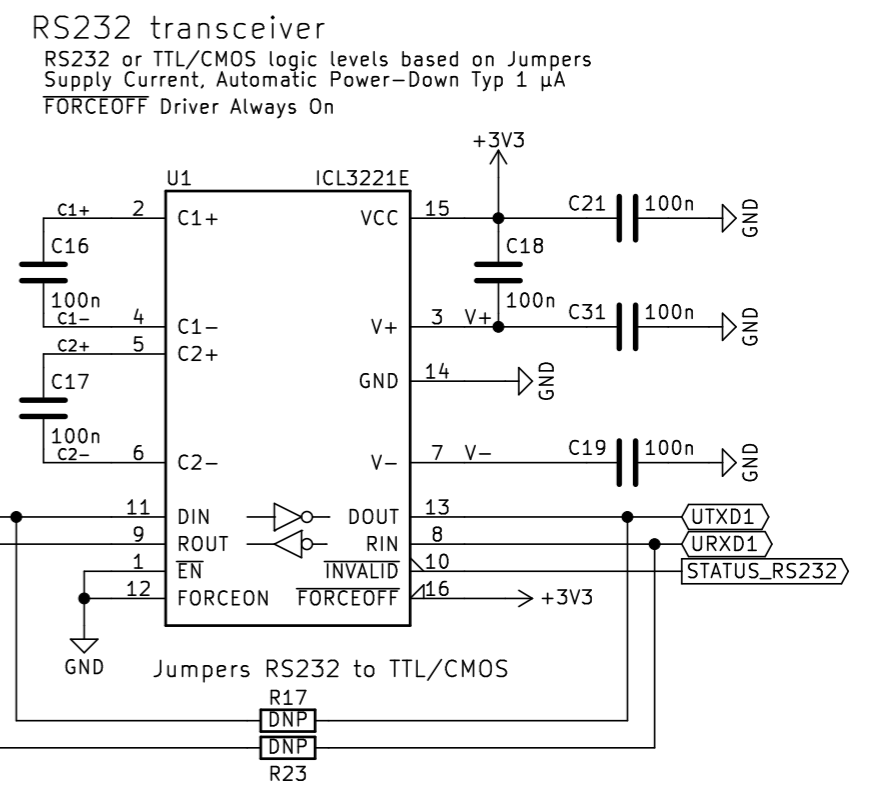 RS232 transceiver
RS232 or TTL/CMOS logic levels based on Jumpers
Supply Current, Automatic Power-Down Typ 1 µA
FORCEOFF Driver Always On
+3V3
U1 ICL3221E
C1+ 2 C1+ VCC 15 C21 100n GND
C16 C18
100n 100n
C1- 4 C1- V+ 3 V+ C31 100n GND
C2+ 5 C2+
C17 GND 14 GND
100n
C2- 6 C2- V- 7 V- C19 100n GND
11 DIN DOUT 13 UTXD1
9 ROUT RIN 8 URXD1
1 EN INVALID 10 STATUS_RS232
12 FORCEON FORCEOFF 16 +3V3
GND
Jumpers RS232 to TTL/CMOS
R17
DNP
DNP
R23